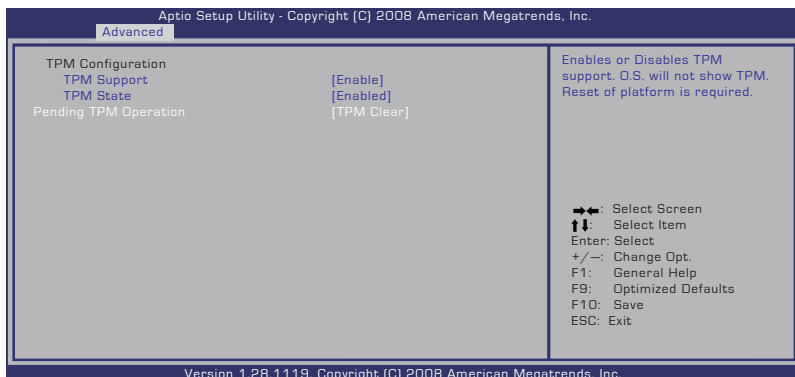 Aptio Setup Utility - Copyright (C) 2008 American Megatrends, Inc.
Advanced
TPM Configuration
TPM Support [Enable]
TPM State [Enabled]
Pending TPM Operation [TPM Clear]
Enables or Disables TPM
support. O.S. will not show TPM.
Reset of platform is required.
→←: Select Screen
↑↓: Select Item
Enter: Select
+/—: Change Opt.
F1: General Help
F9: Optimized Defaults
F10: Save
ESC: Exit
Version 1.28.1119. Copyright (C) 2008 American Megatrends, Inc.